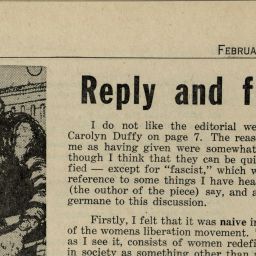 FEBRUA
Reply and f
I do not like the editorial we
Carolyn Duffy on page 7. The reas
me as having given were somewhat
though I think that they can be qui
fied — except for "fascist," which w
reference to some things I have hea
(the outhor of the piece) say, and a
germane to this discussion.
Firstly, I felt that it was naive in
of the womens liberation movement.
as I see it, consists of women redefi
in society as something other than